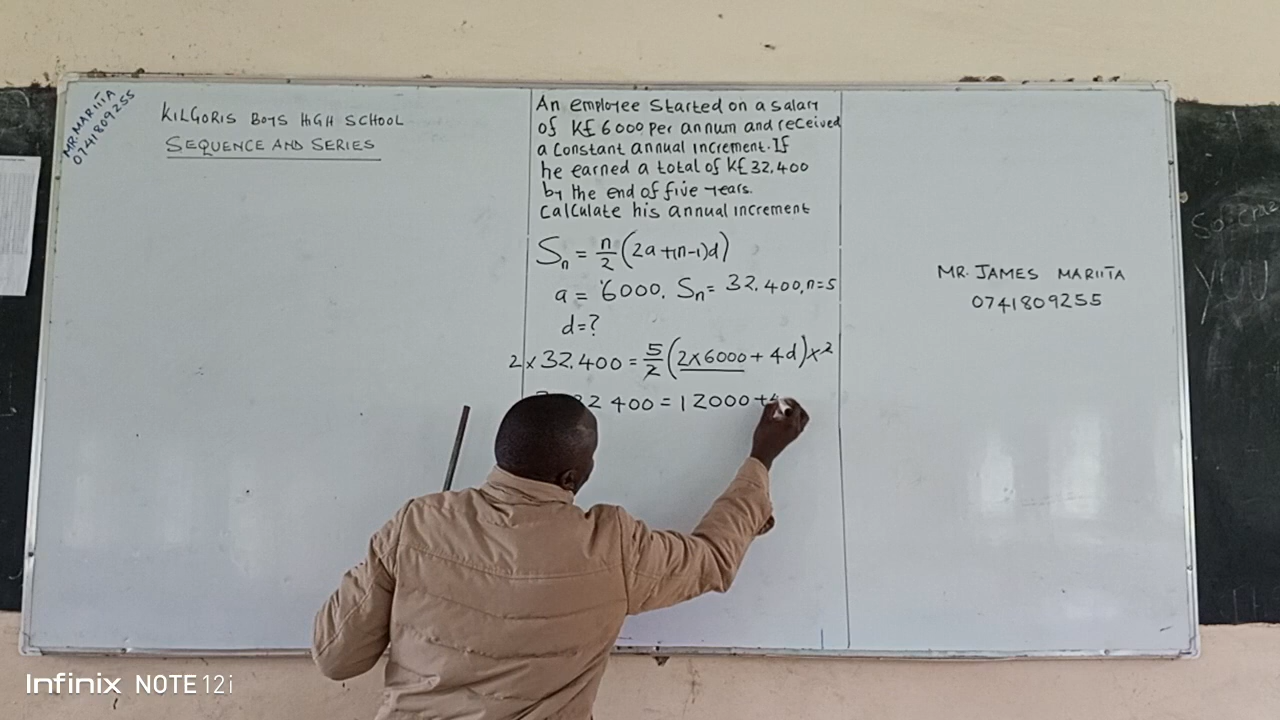 MR. MARIITA
0741809255
KILGORIS BOYS HIGH SCHOOL
SEQUENCE AND SERIES
An employee started on a salary
of K£ 6000 per annum and received
a constant annual increment. If
he earned a total of K£ 32,400
by the end of five years.
Calculate his annual increment
Sₙ = n/2 (2a+(n-1)d)
a = 6000, Sₙ = 32,400, n=5
d=?
2 × 32,400 = 5/2 (2×6000 + 4d)×2
400 = 12000+4
MR. JAMES MARIITA
0741809255
YOU
Infinix NOTE 12i